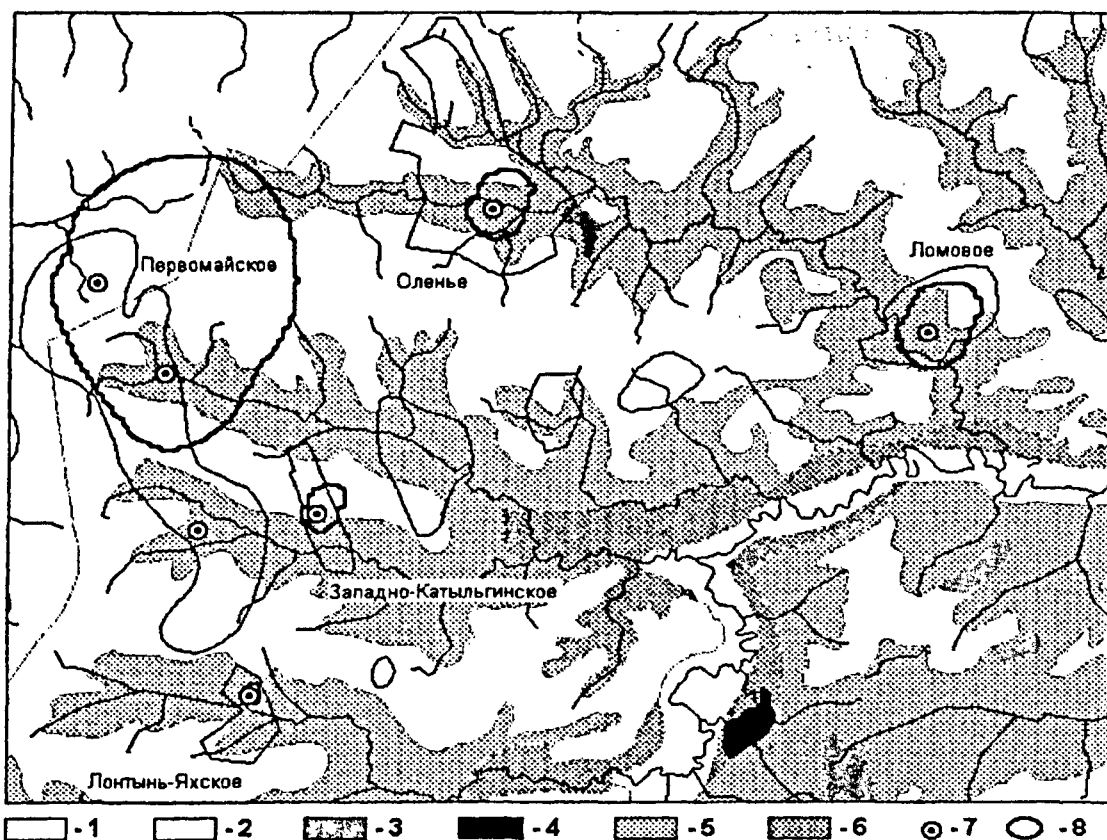 Первомайское
Оленье
Ломовое
Западно-Катыльгинское
Лонтынь-Яхское
-1 -2 -3 -4 -5 -6 -7 -8